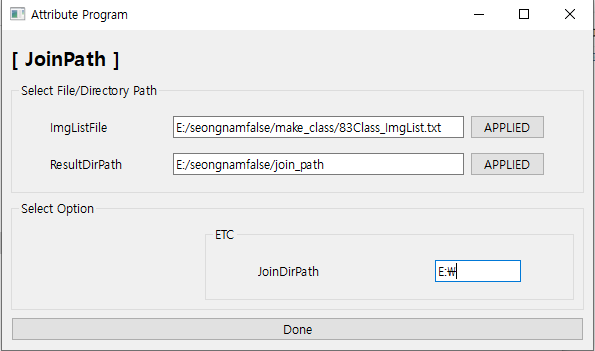 Attribute Program
[ JoinPath ]
Select File/Directory Path
ImgListFile E:/seongnamfalse/make_class/83Class_ImgList.txt APPLIED
ResultDirPath E:/seongnamfalse/join_path APPLIED
Select Option
ETC
JoinDirPath E:₩
Done